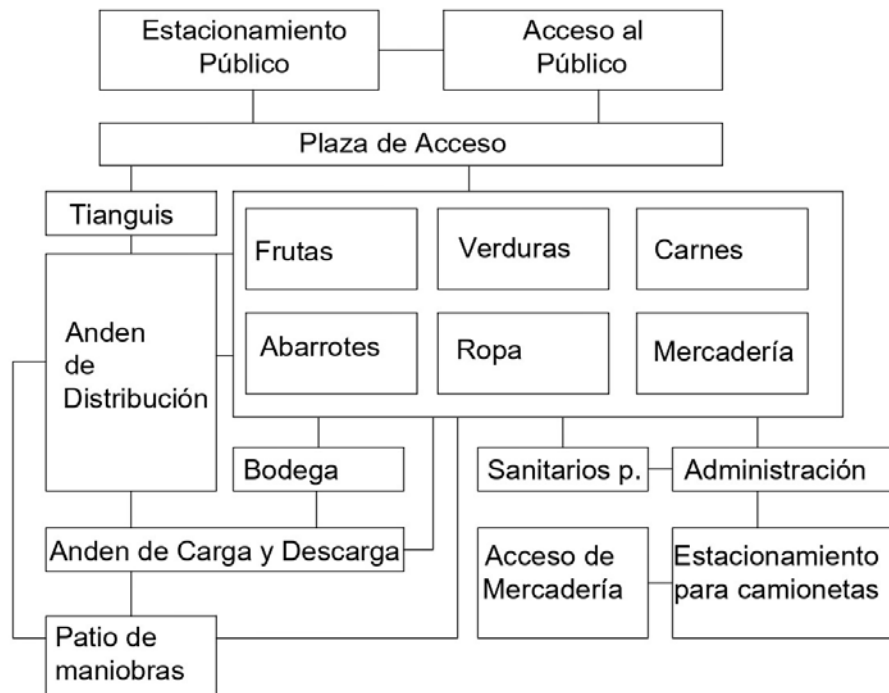 Estacionamiento
Público
Acceso al
Público
Plaza de Acceso
Tianguis
Frutas
Verduras
Carnes
Anden
de
Distribución
Abarrotes
Ropa
Mercadería
Bodega
Sanitarios p.
Administración
Anden de Carga y Descarga
Acceso de
Mercadería
Estacionamiento
para camionetas
Patio de
maniobras